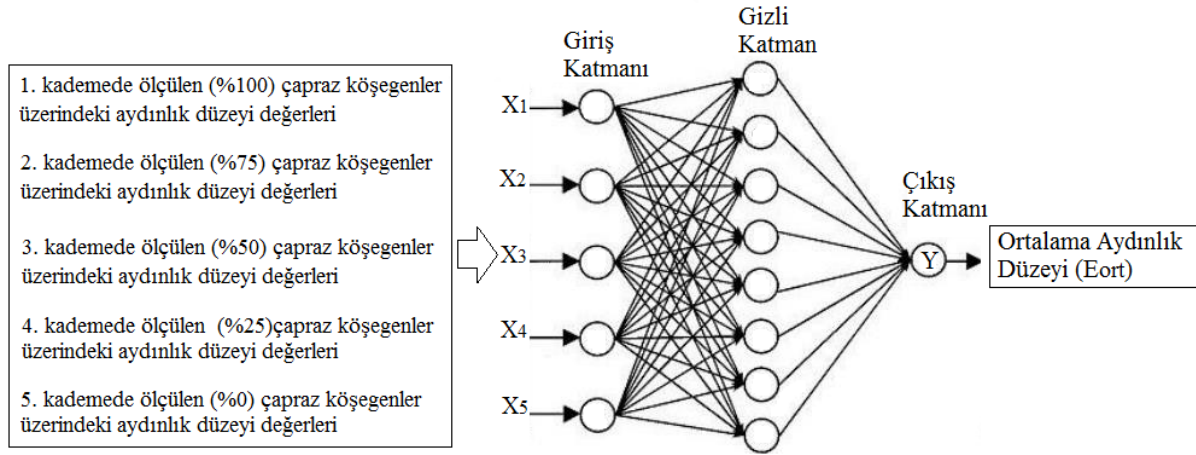 1. kademede ölçülen (%100) çapraz köşegenler
üzerindeki aydınlık düzeyi değerleri
2. kademede ölçülen (%75) çapraz köşegenler
üzerindeki aydınlık düzeyi değerleri
3. kademede ölçülen (%50) çapraz köşegenler
üzerindeki aydınlık düzeyi değerleri
4. kademede ölçülen (%25)çapraz köşegenler
üzerindeki aydınlık düzeyi değerleri
5. kademede ölçülen (%0) çapraz köşegenler
üzerindeki aydınlık düzeyi değerleri
Giriş
Katmanı
X1
X2
X3
X4
X5
Gizli
Katman
Çıkış
Katmanı
Y
Ortalama Aydınlık
Düzeyi (Eort)